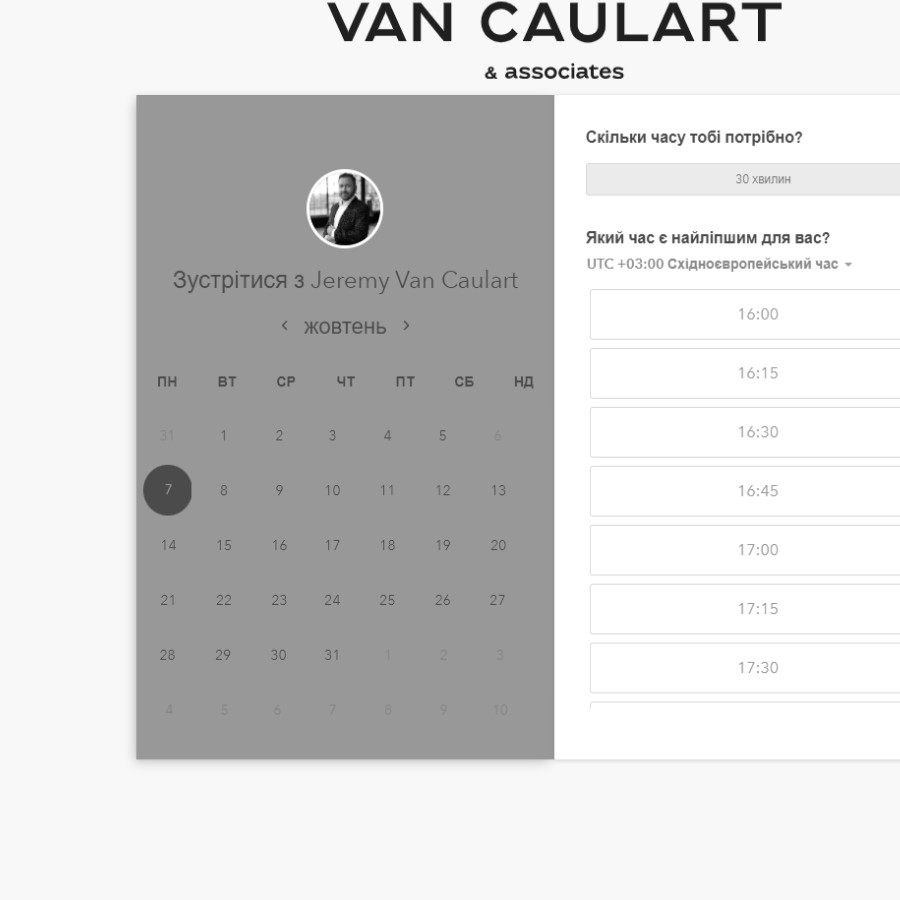 VAN CAULART
& associates
Зустрітися з Jeremy Van Caulart
жовтень
ПН ВТ СР ЧТ ПТ СБ НД
31 1 2 3 4 5 6
7 8 9 10 11 12 13
14 15 16 17 18 19 20
21 22 23 24 25 26 27
28 29 30 31 1 2 3
4 5 6 7 8 9 10
Скільки часу тобі потрібно?
30 хвилин
Який час є найліпшим для вас?
UTC +03:00 Східноєвропейський час
16:00
16:15
16:30
16:45
17:00
17:15
17:30